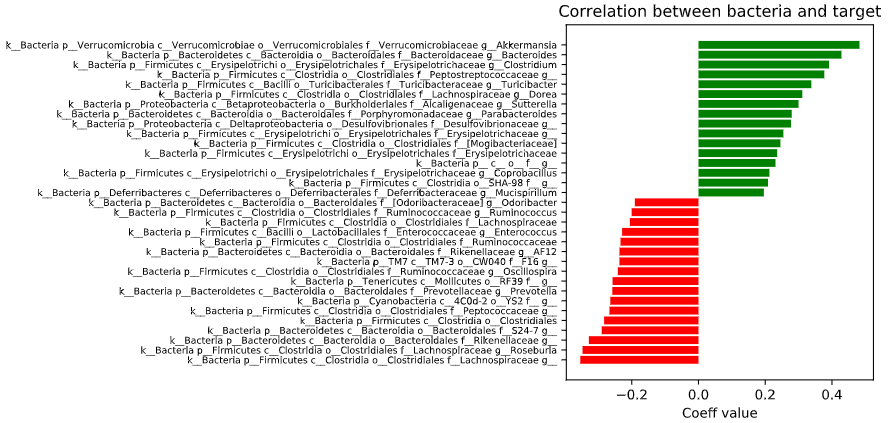 Correlation between bacteria and target
k__Bacteria p__Verrucomicrobia c__Verrucomicrobiae o__Verrucomicrobiales f__Verrucomicrobiaceae g__Akkermansia
k__Bacteria p__Bacteroidetes c__Bacteroidia o__Bacteroidales f__Bacteroidaceae g__Bacteroides
k__Bacteria p__Firmicutes c__Erysipelotrichi o__Erysipelotrichales f__Erysipelotrichaceae g__Clostridium
k__Bacteria p__Firmicutes c__Clostridia o__Clostridiales f__Peptostreptococcaceae g__
k__Bacteria p__Firmicutes c__Bacilli o__Turicibacterales f__Turicibacteraceae g__Turicibacter
k__Bacteria p__Firmicutes c__Clostridia o__Clostridiales f__Lachnospiraceae g__Dorea
k__Bacteria p__Proteobacteria c__Betaproteobacteria o__Burkholderiales f__Alcaligenaceae g__Sutterella
k__Bacteria p__Bacteroidetes c__Bacteroidia o__Bacteroidales f__Porphyromonadaceae g__Parabacteroides
k__Bacteria p__Proteobacteria c__Deltaproteobacteria o__Desulfovibrionales f__Desulfovibrionaceae g__
k__Bacteria p__Firmicutes c__Erysipelotrichi o__Erysipelotrichales f__Erysipelotrichaceae g__
k__Bacteria p__Firmicutes c__Clostridia o__Clostridiales f__[Mogibacteriaceae]
k__Bacteria p__Firmicutes c__Erysipelotrichi o__Erysipelotrichales f__Erysipelotrichaceae
k__Bacteria p__ c__ o__ f__ g__
k__Bacteria p__Firmicutes c__Erysipelotrichi o__Erysipelotrichales f__Erysipelotrichaceae g__Coprobacillus
k__Bacteria p__Firmicutes c__Clostridia o__SHA-98 f__ g__
k__Bacteria p__Deferribacteres c__Deferribacteres o__Deferribacterales f__Deferribacteraceae g__Mucispirillum
k__Bacteria p__Bacteroidetes c__Bacteroidia o__Bacteroidales f__[Odoribacteraceae] g__Odoribacter
k__Bacteria p__Firmicutes c__Clostridia o__Clostridiales f__Ruminococcaceae g__Ruminococcus
k__Bacteria p__Firmicutes c__Clostridia o__Clostridiales f__Lachnospiraceae
k__Bacteria p__Firmicutes c__Bacilli o__Lactobacillales f__Enterococcaceae g__Enterococcus
k__Bacteria p__Firmicutes c__Clostridia o__Clostridiales f__Ruminococcaceae
k__Bacteria p__Bacteroidetes c__Bacteroidia o__Bacteroidales f__Rikenellaceae g__AF12
k__Bacteria p__TM7 c__TM7-3 o__CW040 f__F16 g__
k__Bacteria p__Firmicutes c__Clostridia o__Clostridiales f__Ruminococcaceae g__Oscillospira
k__Bacteria p__Tenericutes c__Mollicutes o__RF39 f__ g__
k__Bacteria p__Bacteroidetes c__Bacteroidia o__Bacteroidales f__Prevotellaceae g__Prevotella
k__Bacteria p__Cyanobacteria c__4C0d-2 o__YS2 f__ g__
k__Bacteria p__Firmicutes c__Clostridia o__Clostridiales f__Peptococcaceae g__
k__Bacteria p__Firmicutes c__Clostridia o__Clostridiales
k__Bacteria p__Bacteroidetes c__Bacteroidia o__Bacteroidales f__S24-7 g__
k__Bacteria p__Bacteroidetes c__Bacteroidia o__Bacteroidales f__Rikenellaceae g__
k__Bacteria p__Firmicutes c__Clostridia o__Clostridiales f__Lachnospiraceae g__Roseburia
k__Bacteria p__Firmicutes c__Clostridia o__Clostridiales f__Lachnospiraceae g__
−0.2 0.0 0.2 0.4
Coeff value